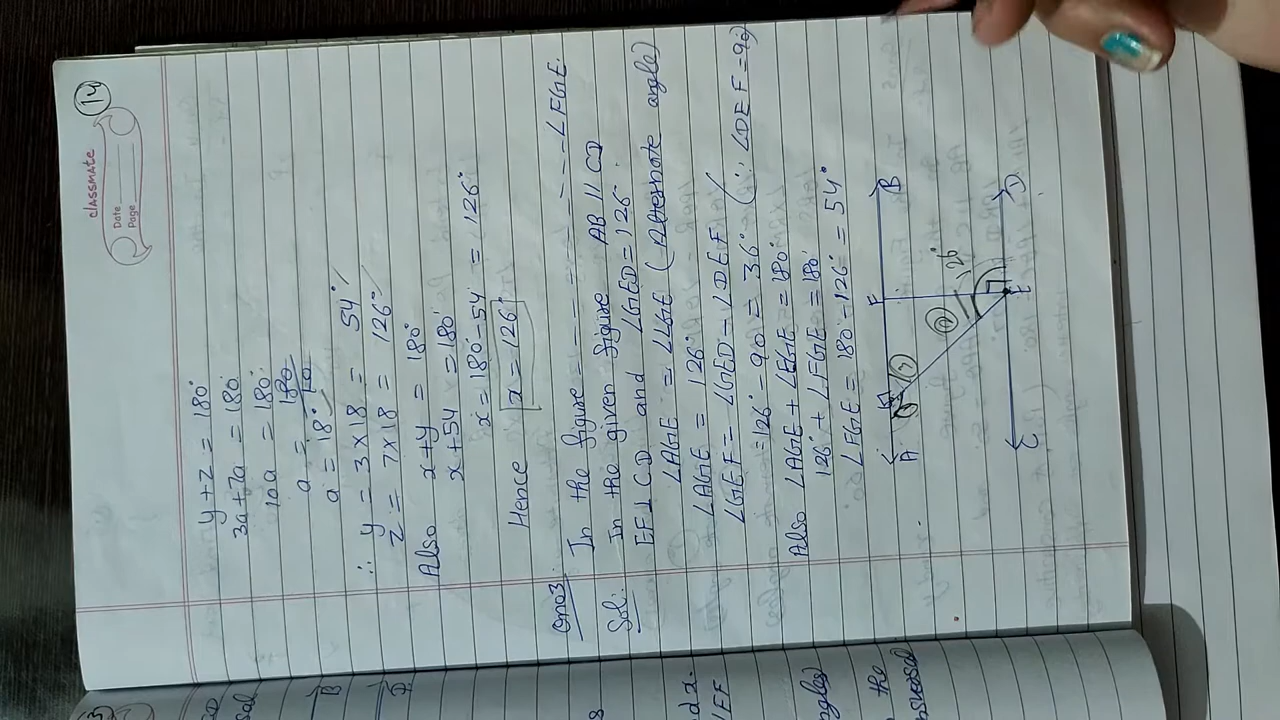 classmate
Date
Page
14
y + z = 180°
3a + 7a = 180°
10a = 180°
a = 180/10
a = 18°
∴ y = 3 × 18 = 54°
z = 7 × 18 = 126°
Also x + y = 180°
x + 54 = 180°
x = 180° - 54 = 126°
Hence x = 126°
Qno3. In the figure - - - - - - - - - ∠FGE.
Sol: In the given figure AB // CD
EF ⊥ CD and ∠GED = 126°
∠AGE = ∠GE (Alternate angle)
∠AGE = 126°
∠GEF = ∠GED - ∠DEF
= 126° - 90 = 36° (∵ ∠DEF = 90°)
Also ∠AGE + ∠EGE = 180°
126° + ∠FGE = 180°
∠FGE = 180° - 126° = 54°
A G F B
C E D
126°
B
D